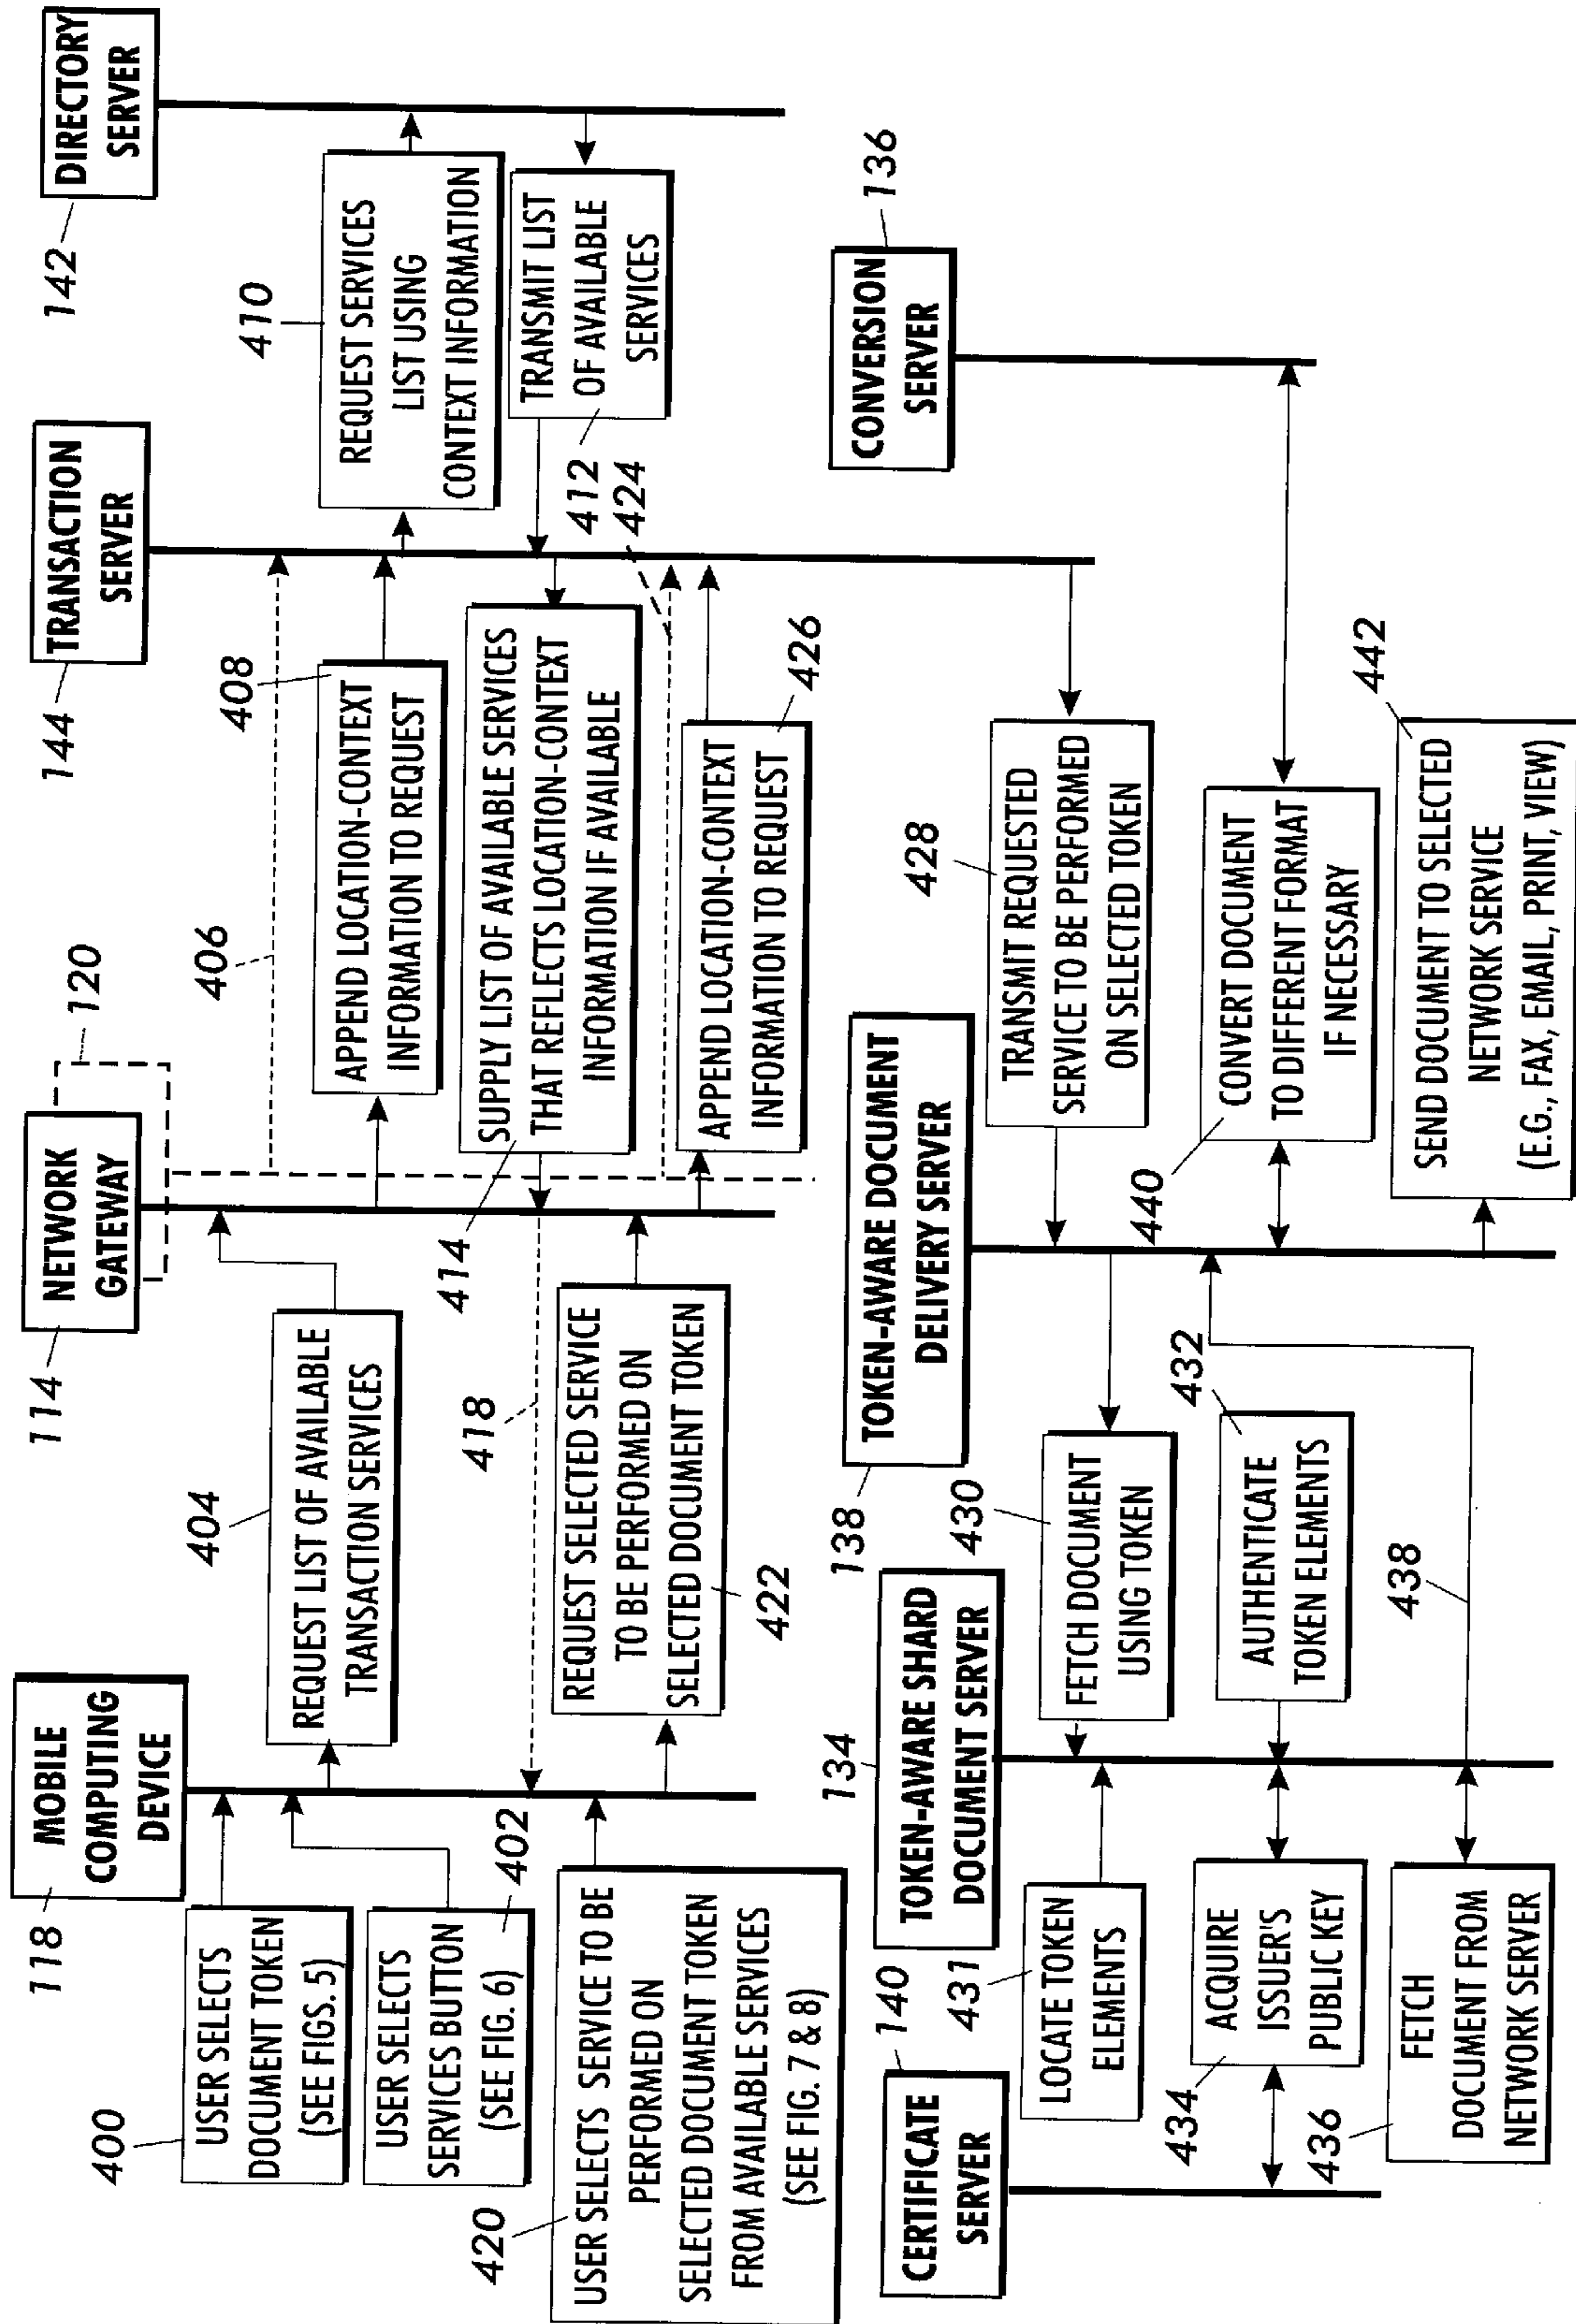 118
MOBILE
COMPUTING
DEVICE
114
NETWORK
GATEWAY
120
144
TRANSACTION
SERVER
142
DIRECTORY
SERVER
400
USER SELECTS
DOCUMENT TOKEN
(SEE FIGS. 5)
USER SELECTS
SERVICES BUTTON
(SEE FIG. 6)
402
404
REQUEST LIST OF AVAILABLE
TRANSACTION SERVICES
406
408
APPEND LOCATION-CONTEXT
INFORMATION TO REQUEST
410
REQUEST SERVICES
LIST USING
CONTEXT INFORMATION
TRANSMIT LIST
OF AVAILABLE
SERVICES
412
414
SUPPLY LIST OF AVAILABLE SERVICES
THAT REFLECTS LOCATION-CONTEXT
INFORMATION IF AVAILABLE
418
420
USER SELECTS SERVICE TO BE
PERFORMED ON
SELECTED DOCUMENT TOKEN
FROM AVAILABLE SERVICES
(SEE FIG. 7 & 8)
REQUEST SELECTED SERVICE
TO BE PERFORMED ON
SELECTED DOCUMENT TOKEN
422
424
APPEND LOCATION-CONTEXT
INFORMATION TO REQUEST
426
140
CERTIFICATE
SERVER
134
TOKEN-AWARE SHARD
DOCUMENT SERVER
138
TOKEN-AWARE DOCUMENT
DELIVERY SERVER
CONVERSION
SERVER
136
428
TRANSMIT REQUESTED
SERVICE TO BE PERFORMED
ON SELECTED TOKEN
430
FETCH DOCUMENT
USING TOKEN
431
LOCATE TOKEN
ELEMENTS
432
AUTHENTICATE
TOKEN ELEMENTS
434
ACQUIRE
ISSUER'S
PUBLIC KEY
436
FETCH
DOCUMENT FROM
NETWORK SERVER
438
440
CONVERT DOCUMENT
TO DIFFERENT FORMAT
IF NECESSARY
442
SEND DOCUMENT TO SELECTED
NETWORK SERVICE
(E.G., FAX, EMAIL, PRINT, VIEW)